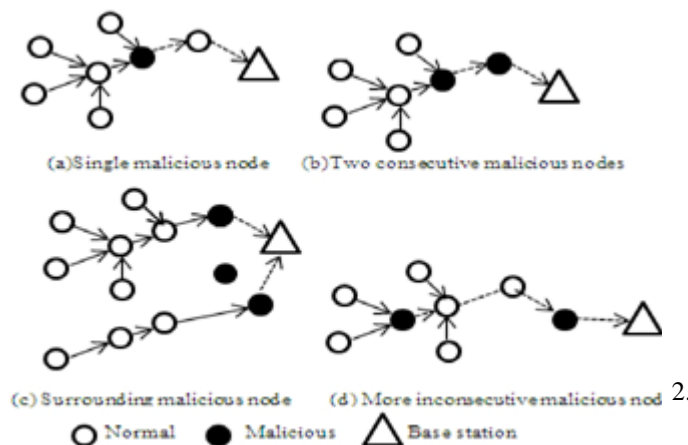 (a)Single malicious node
(b)Two consecutive malicious nodes
(c) Surrounding malicious node
(d) More inconsecutive malicious nod
2.
Normal Malicious Base station